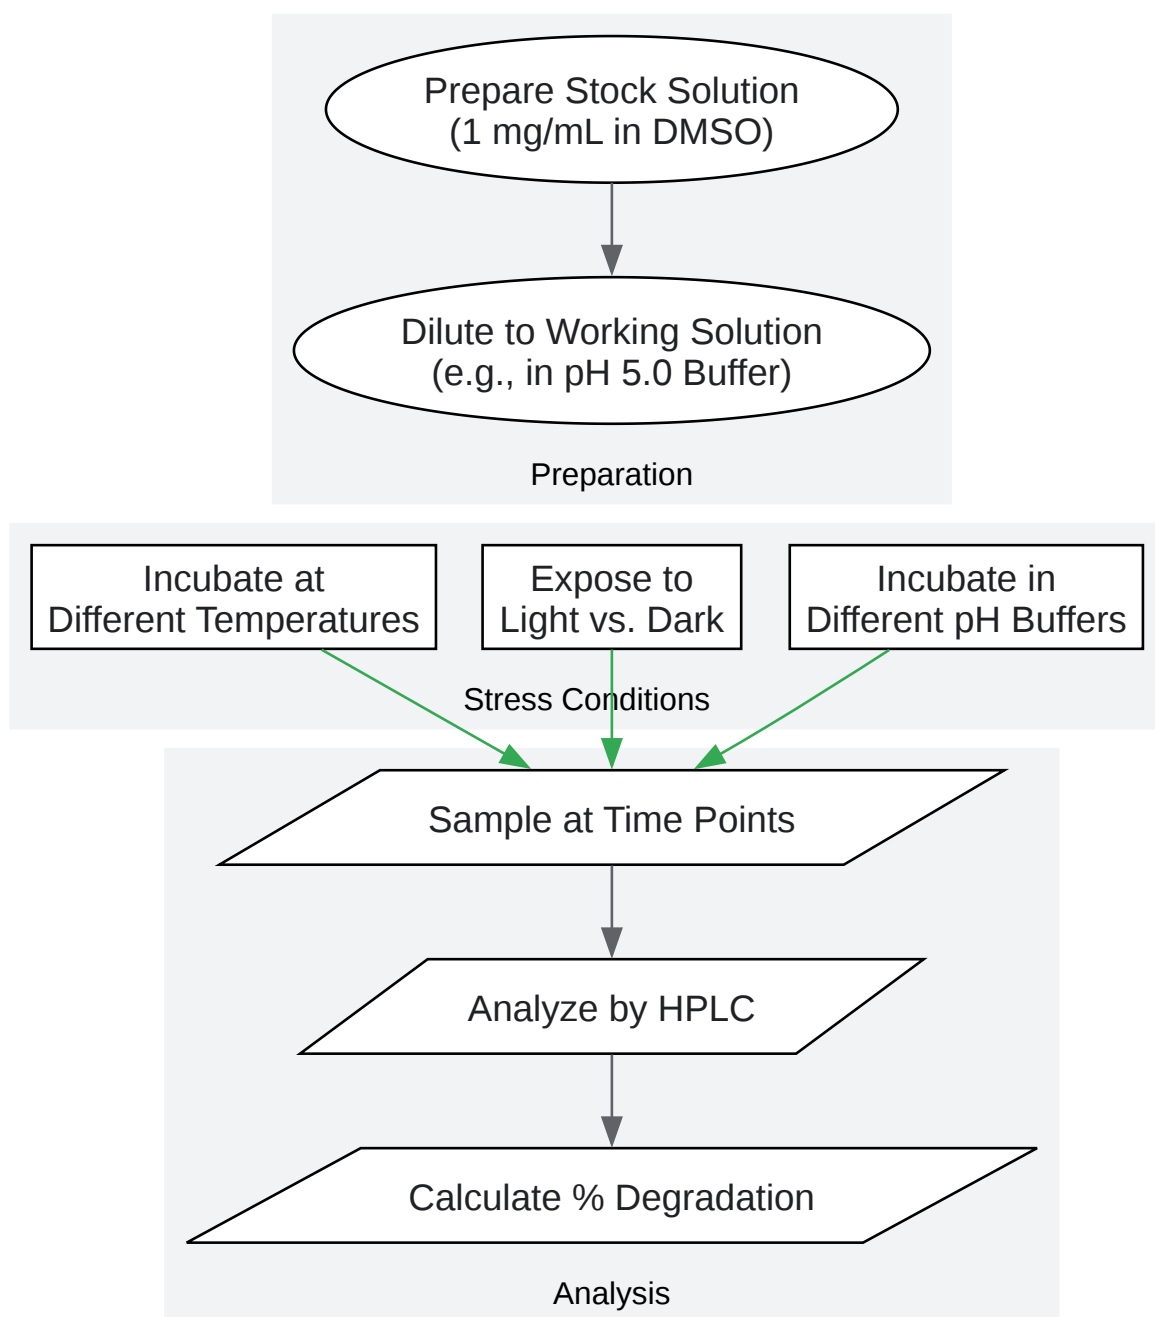 Prepare Stock Solution
(1 mg/mL in DMSO)
Dilute to Working Solution
(e.g., in pH 5.0 Buffer)
Preparation
Incubate at
Different Temperatures
Expose to
Light vs. Dark
Incubate in
Different pH Buffers
Stress Conditions
Sample at Time Points
Analyze by HPLC
Calculate % Degradation
Analysis